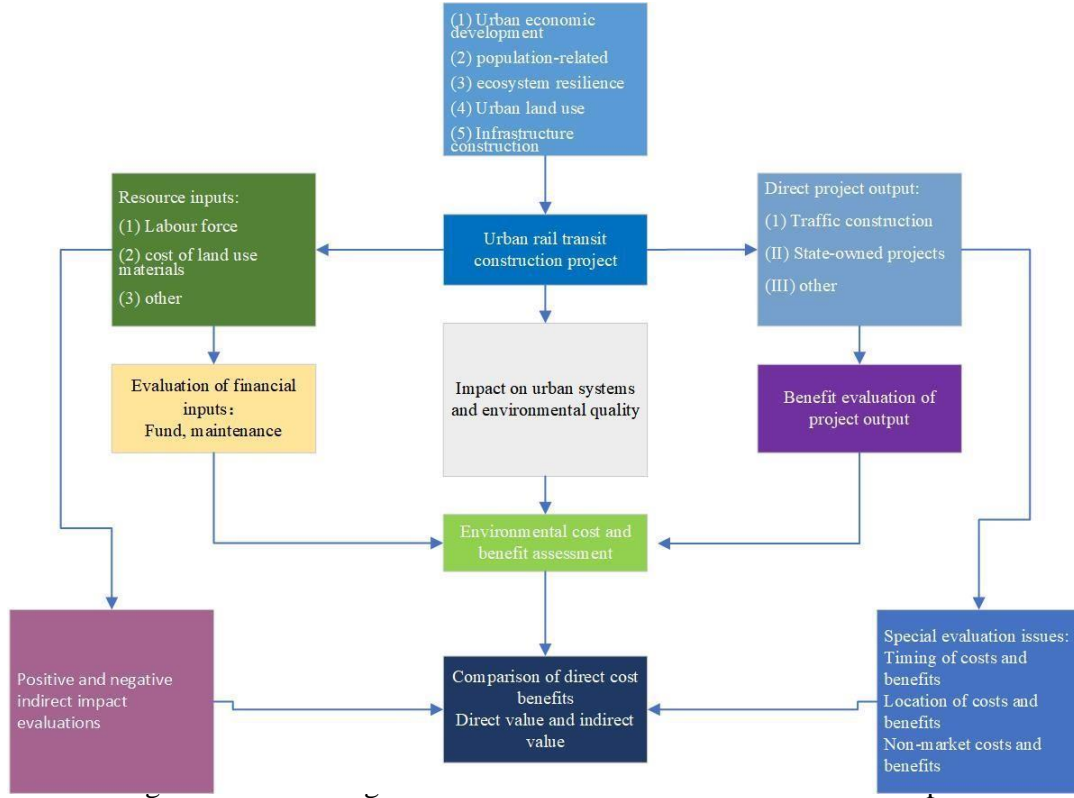 (1) Urban economic
development
(2) population-related
(3) ecosystem resilience
(4) Urban land use
(5) Infrastructure
construction
Resource inputs:
(1) Labour force
(2) cost of land use
materials
(3) other
Urban rail transit
construction project
Direct project output:
(1) Traffic construction
(II) State-owned projects
(III) other
Evaluation of financial
inputs:
Fund, maintenance
Impact on urban systems
and environmental quality
Benefit evaluation of
project output
Environmental cost and
benefit assessment
Positive and negative
indirect impact
evaluations
Comparison of direct cost
benefits
Direct value and indirect
value
Special evaluation issues:
Timing of costs and
benefits
Location of costs and
benefits
Non-market costs and
benefits